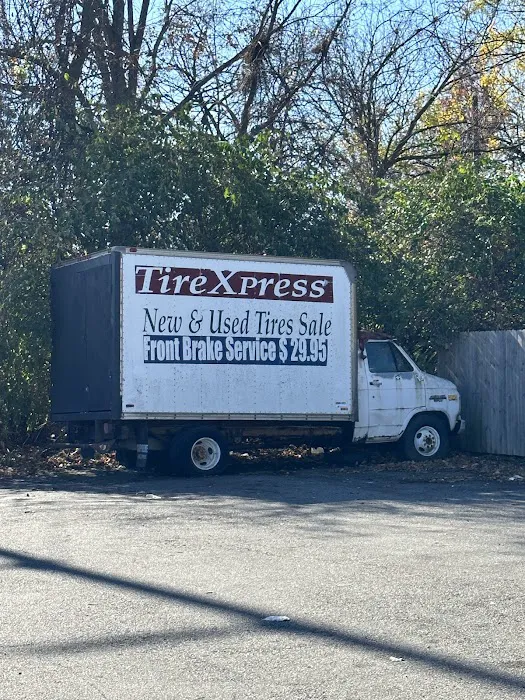 TireXpress
New & Used Tires Sale
Front Brake Service $ 29.95